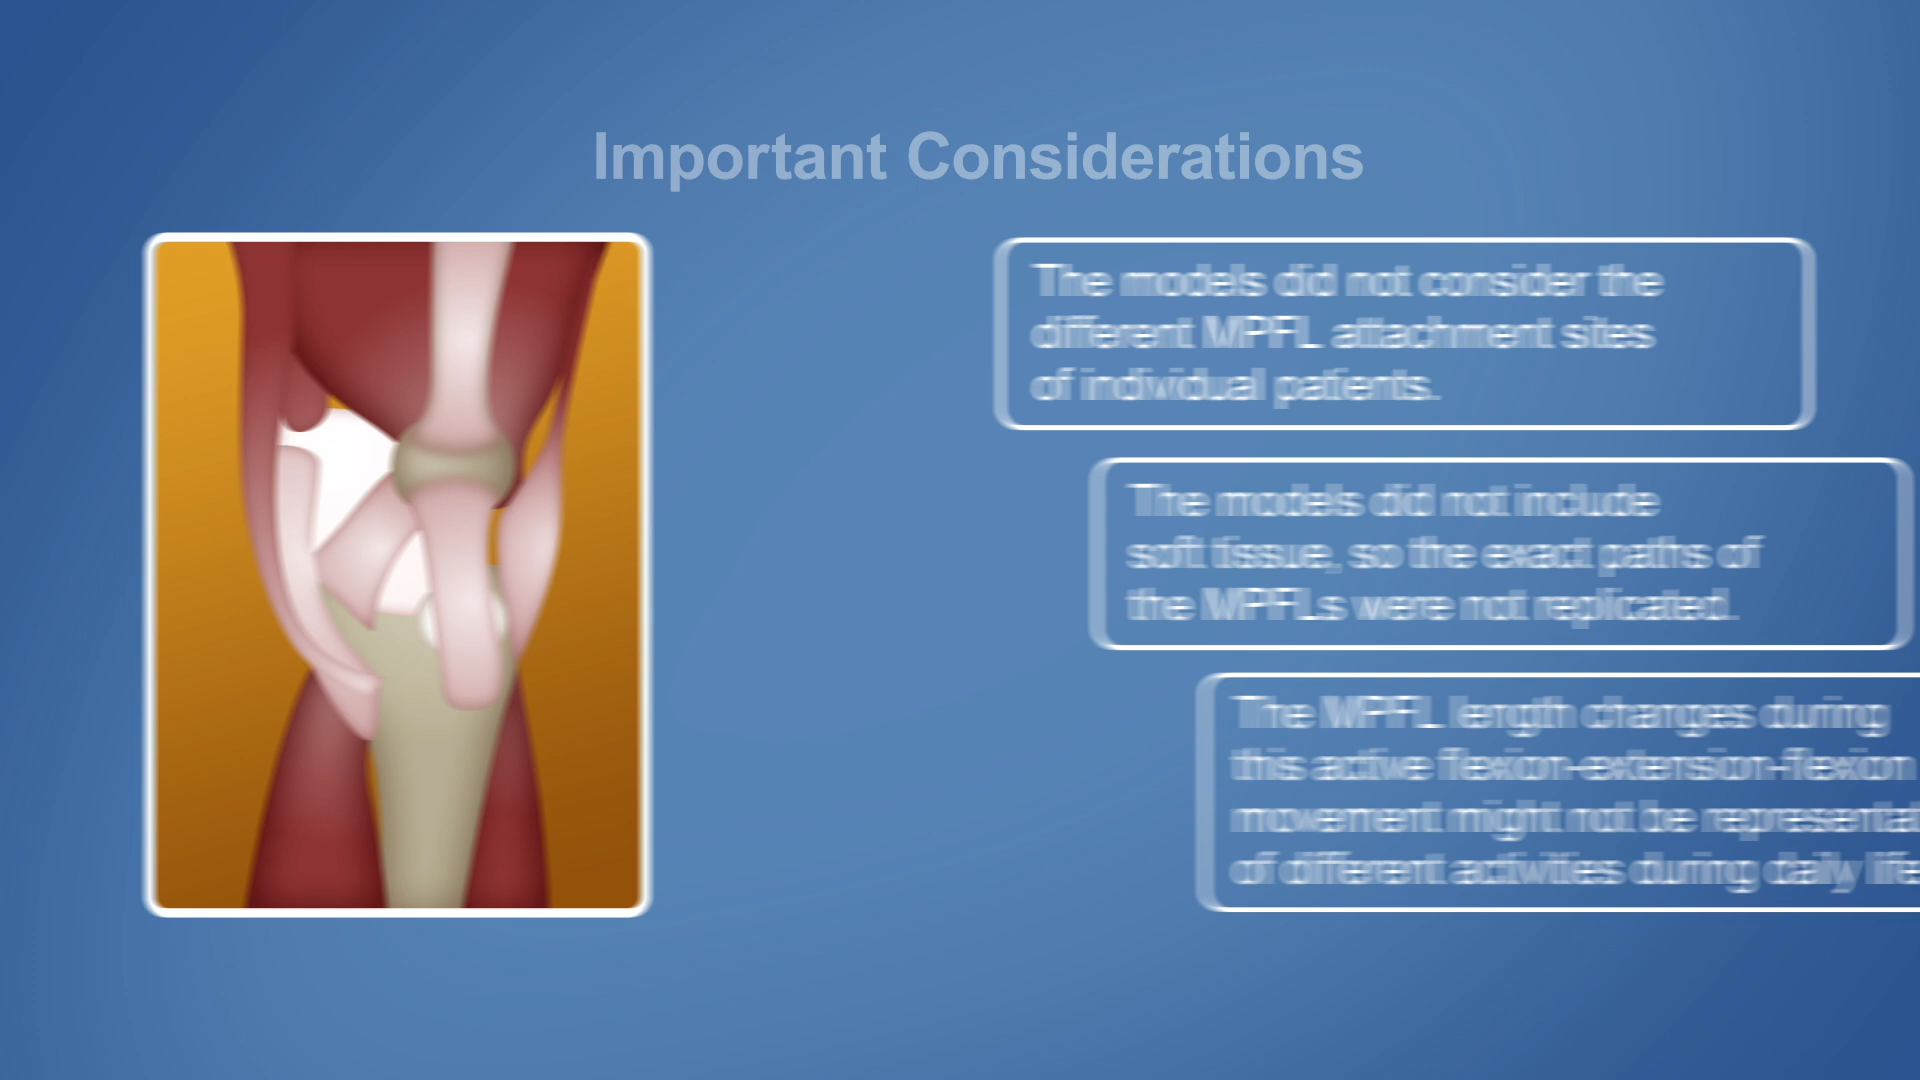 Important Considerations
The models did not consider the
different MPFL attachment sites
of individual patients.
The models did not include
soft tissue, so the exact paths of
the MPFLs were not replicated.
The MPFL length changes during
this active flexion–extension–flexion
movement might not be
of different activities during daily life